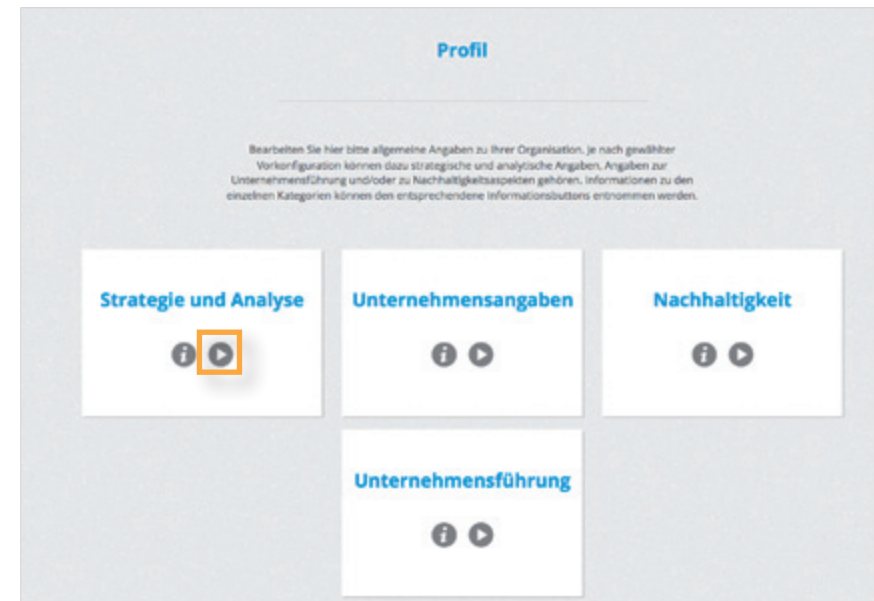 Profil
Bearbeiten Sie hier bitte allgemeine Angaben zu Ihrer Organisation. Je nach gewählter
Vorkonfiguration können dazu strategische und analytische Angaben, Angaben zur
Unternehmensführung und/oder zu Nachhaltigkeitsaspekten gehören. Informationen zu den
einzelnen Kategorien können den entsprechendene Informationsbuttons entnommen werden.
Strategie und Analyse
Unternehmensangaben
Nachhaltigkeit
Unternehmensführung